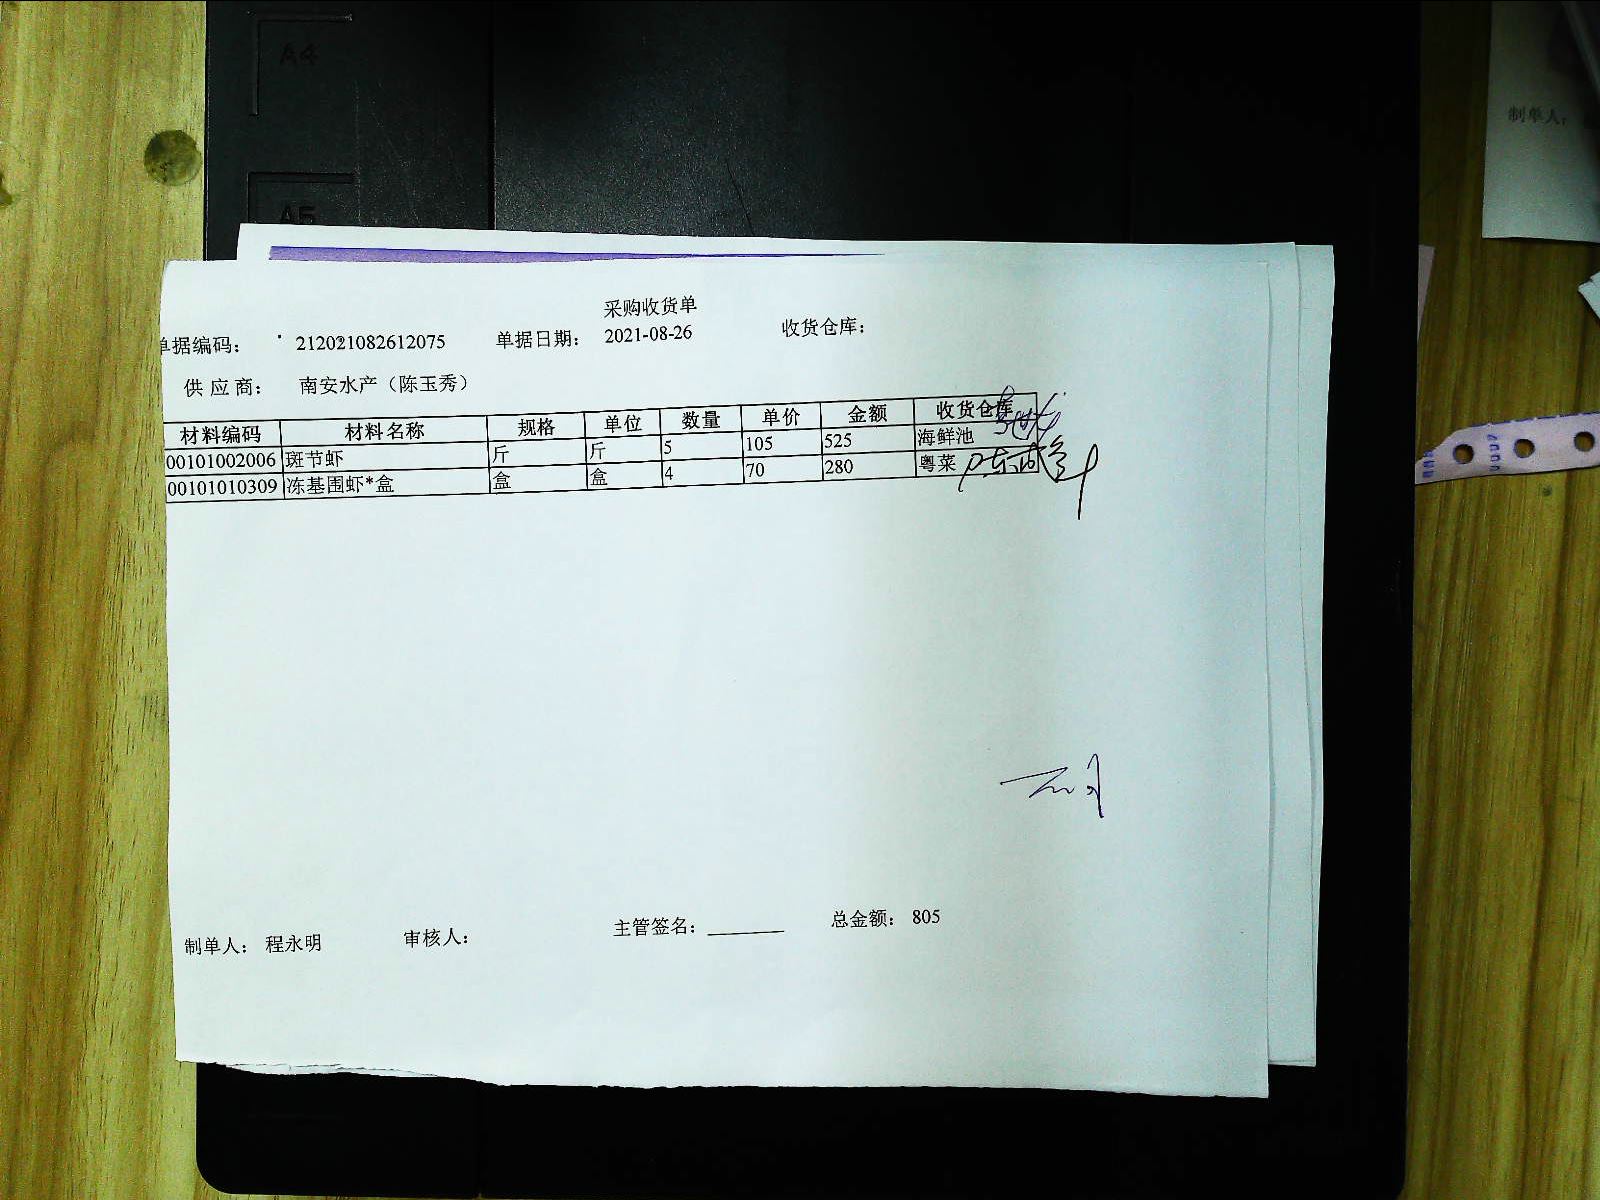 A4
A5
制单人：
采购收货单
单据编码： 212021082612075 单据日期： 2021-08-26 收货仓库：
供应商： 南安水产（陈玉秀）
材料编码 材料名称 规格 单位 数量 单价 金额 收货仓库
00101002006 斑节虾 斤 斤 5 105 525 海鲜池
00101010309 冻基围虾*盒 盒 盒 4 70 280 粤菜
制单人： 程永明 审核人： 主管签名： 总金额： 805